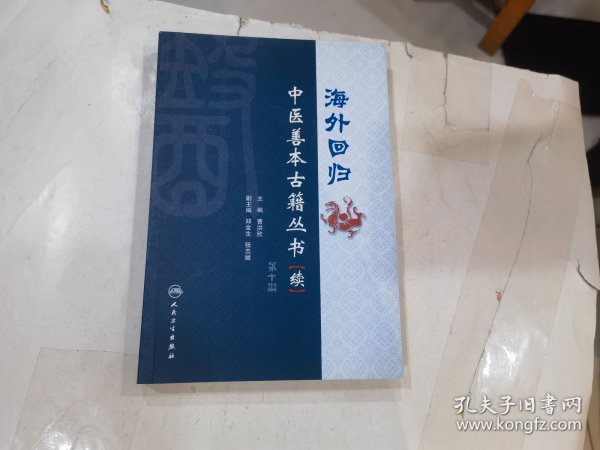 海外回归
中医善本古籍丛书【续】
第十册
主编 曹洪欣
副主编 郑金生 张志斌
人民卫生出版社
孔夫子旧书网
www.kongfz.com